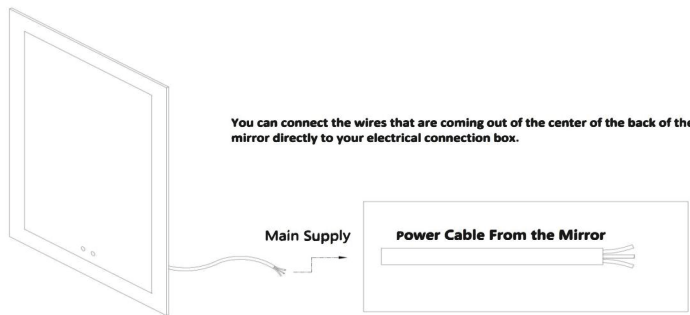 You can connect the wires that are coming out of the center of the back of the
mirror directly to your electrical connection box.
Main Supply
Power Cable From the Mirror